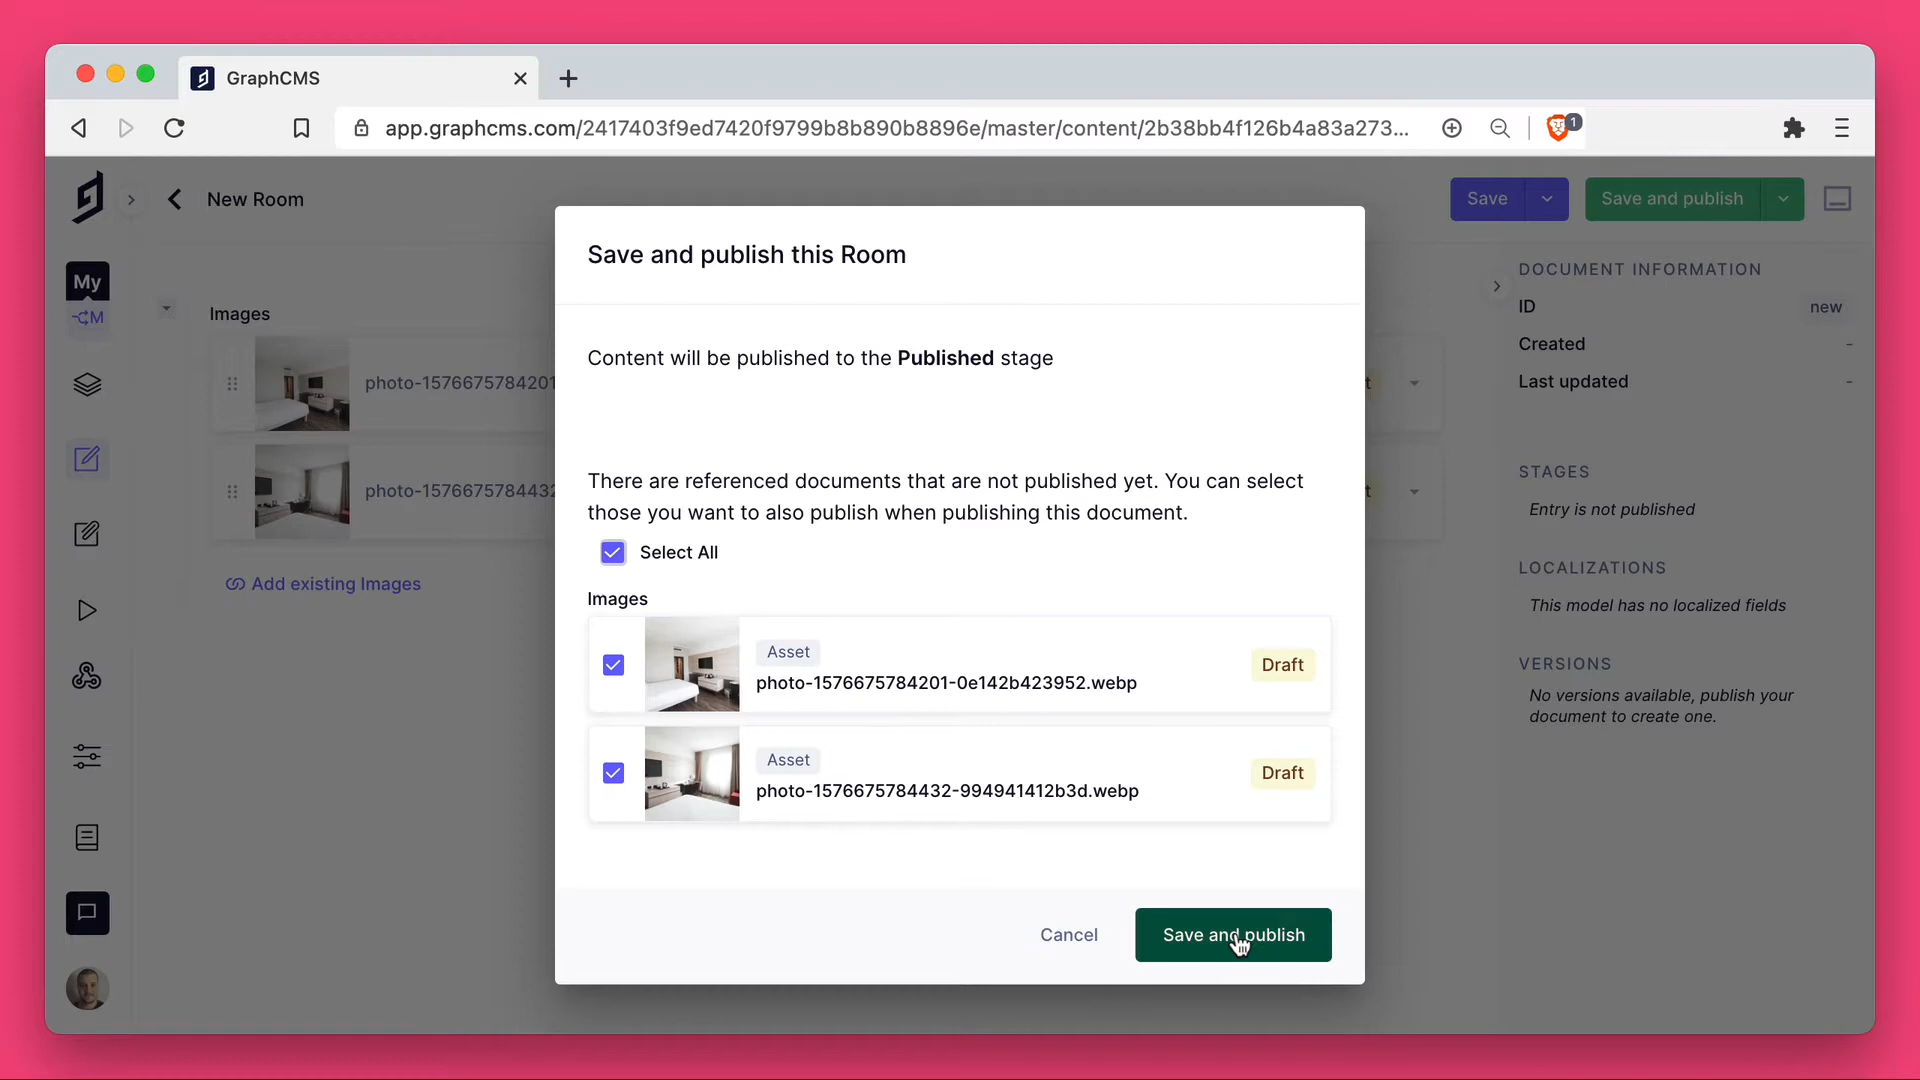 GraphCMS
app.graphcms.com/2417403f9ed7420f9799b8b890b8896e/master/content/2b38bb4f126b4a83a273...
1
New Room
Save
Save and publish
My
M
Images
photo-1576675784201
photo-1576675784432
Add existing Images
Save and publish this Room
Content will be published to the Published stage
There are referenced documents that are not published yet. You can select
those you want to also publish when publishing this document.
Select All
Images
Asset
photo-1576675784201-0e142b423952.webp
Draft
Asset
photo-1576675784432-994941412b3d.webp
Draft
Cancel
Save and publish
t
t
DOCUMENT INFORMATION
ID new
Created -
Last updated -
STAGES
Entry is not published
LOCALIZATIONS
This model has no localized fields
VERSIONS
No versions available, publish your
document to create one.